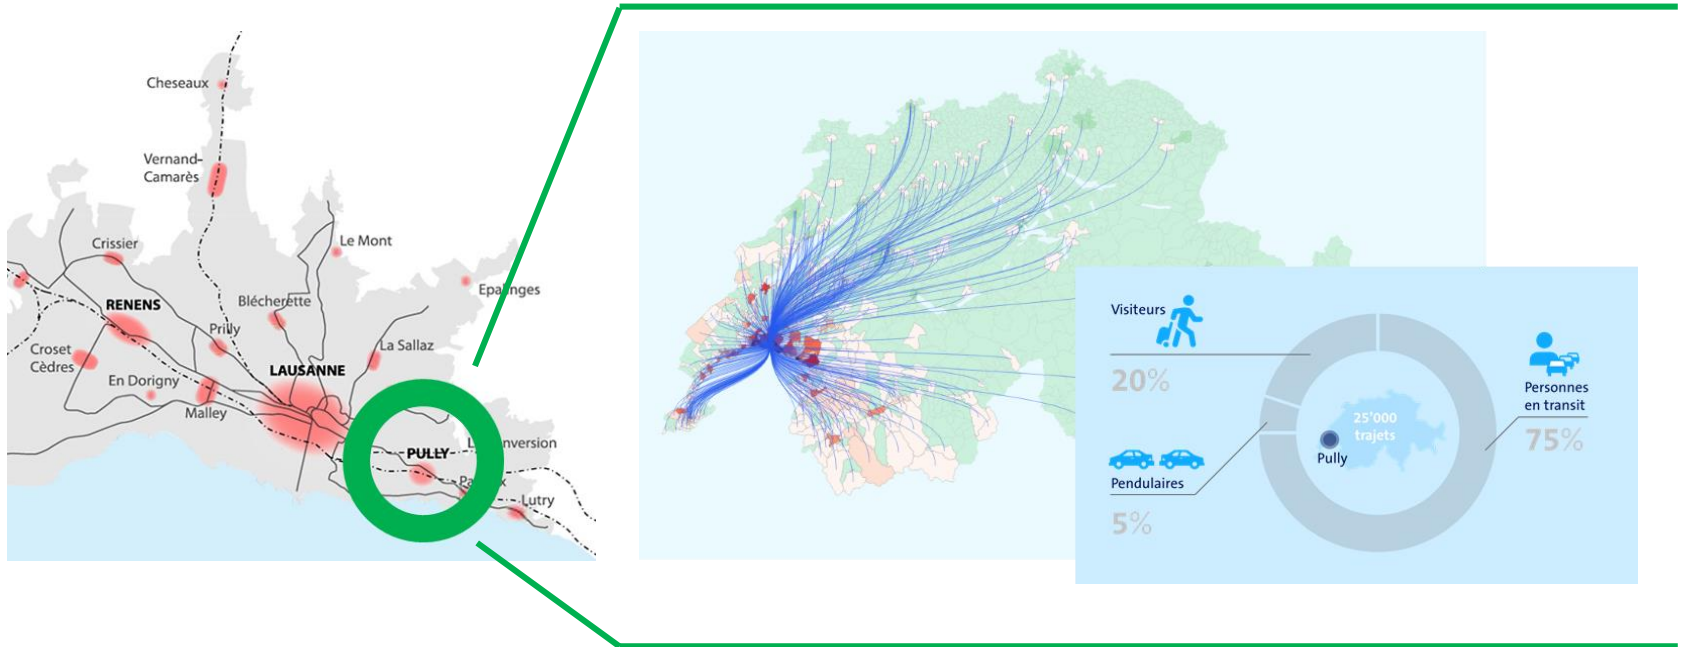 Cheseaux
Vernand-
Camarès
Crissier
Le Mont
Epalinges
RENENS
Blécherette
Prilly
La Sallaz
Croset
Cèdres
En Dorigny
LAUSANNE
Malley
PULLY
Lutry
Visiteurs
20%
Pendulaires
5%
25'000
trajets
Pully
Personnes
en transit
75%